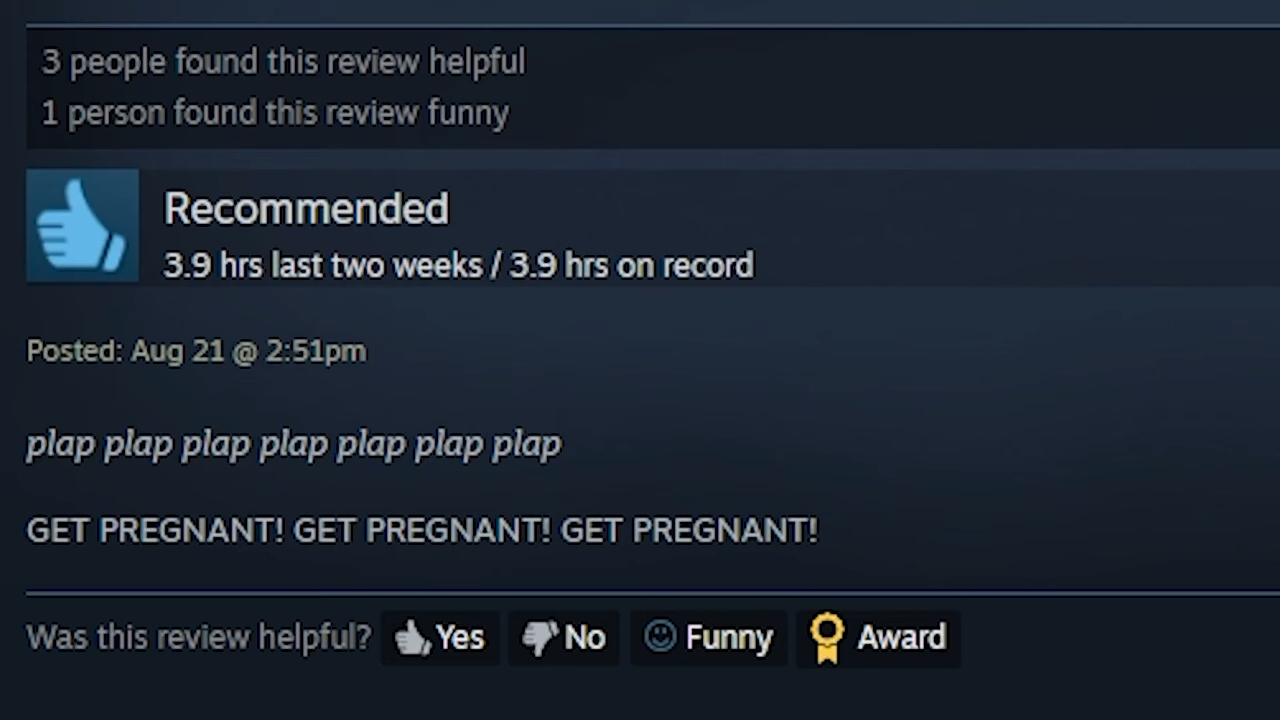 3 people found this review helpful
1 person found this review funny
Recommended
3.9 hrs last two weeks / 3.9 hrs on record
Posted: Aug 21 @ 2:51pm
plap plap plap plap plap plap plap
GET PREGNANT! GET PREGNANT! GET PREGNANT!
Was this review helpful? Yes No Funny Award